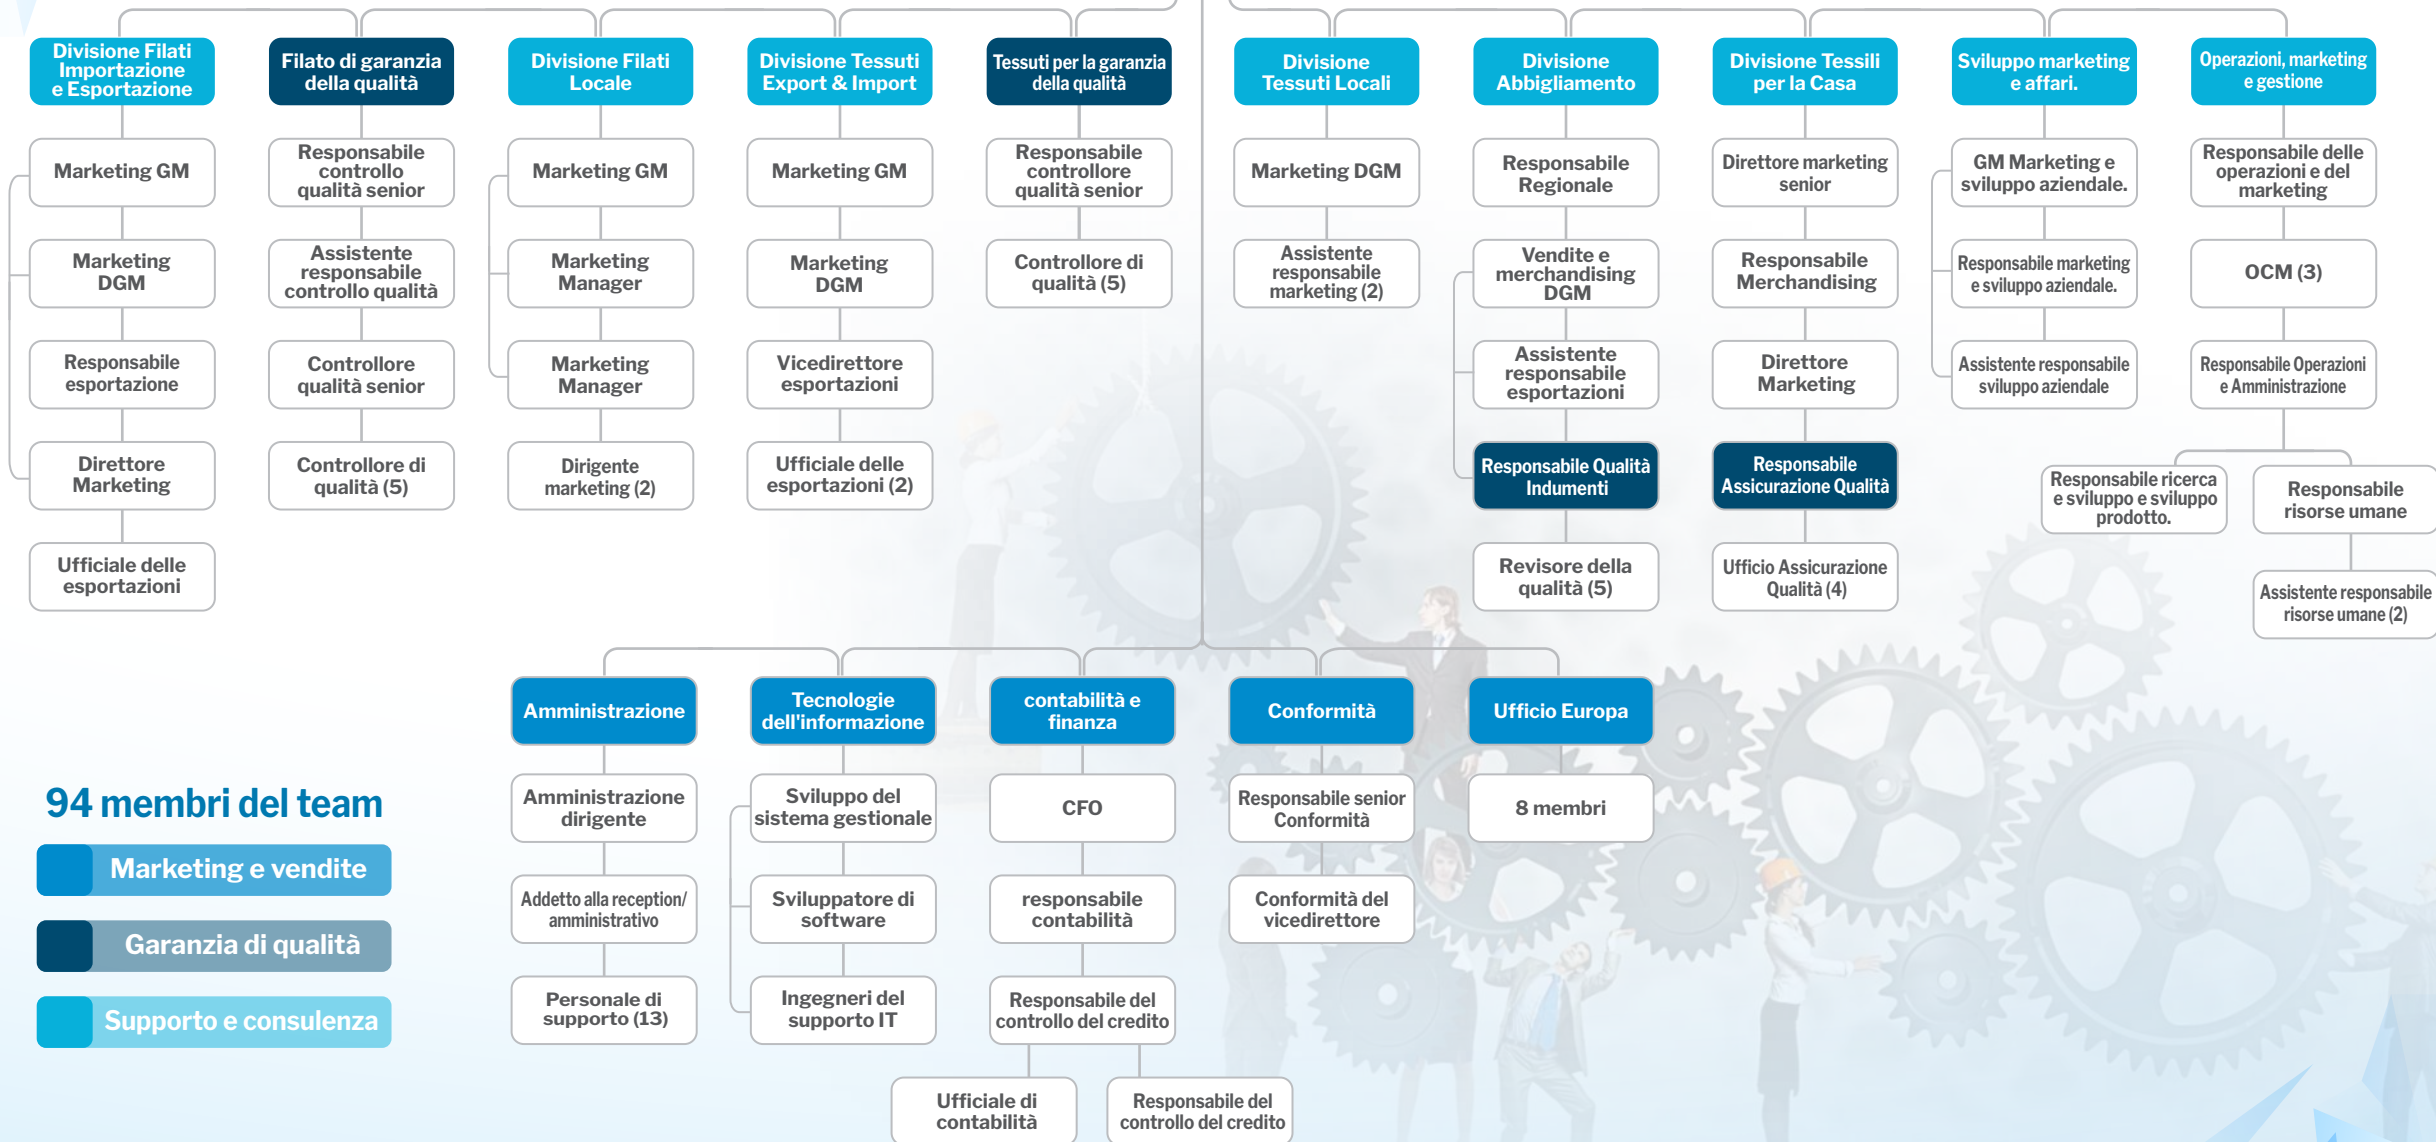 Divisione Filati
Importazione
e Esportazione
Marketing GM
Marketing
DGM
Responsabile
esportazione
Direttore
Marketing
Ufficiale delle
esportazioni
Filato di garanzia
della qualità
Responsabile
controllo
qualità senior
Assistente
responsabile
controllo qualità
Controllore
qualità senior
Controllore di
qualità (5)
Divisione Filati
Locale
Marketing GM
Marketing
Manager
Marketing
Manager
Dirigente
marketing (2)
Divisione Tessuti
Export & Import
Marketing GM
Marketing
DGM
Vicedirettore
esportazioni
Ufficiale delle
esportazioni (2)
Tessuti per la garanzia
della qualità
Responsabile
controllore
qualità senior
Controllore di
qualità (5)
Divisione
Tessuti Locali
Marketing DGM
Assistente
responsabile
marketing (2)
Divisione
Abbigliamento
Responsabile
Regionale
Vendite e
merchandising
DGM
Assistente
responsabile
esportazioni
Responsabile Qualità
Indumenti
Revisore della
qualità (5)
Divisione Tessili
per la Casa
Direttore marketing
senior
Responsabile
Merchandising
Direttore
Marketing
Responsabile
Assicurazione Qualità
Ufficio Assicurazione
Qualità (4)
Sviluppo marketing
e affari.
GM Marketing e
sviluppo aziendale.
Responsabile marketing
e sviluppo aziendale.
Assistente responsabile
sviluppo aziendale
Operazioni, marketing
e gestione
Responsabile delle
operazioni e del
marketing
OCM (3)
Responsabile Operazioni
e Amministrazione
Responsabile ricerca
e sviluppo e sviluppo
prodotto.
Responsabile
risorse umane
Assistente responsabile
risorse umane (2)
Amministrazione
Amministrazione
dirigente
Addetto alla reception/
amministrativo
Personale di
supporto (13)
Tecnologie
dell'informazione
Sviluppo del
sistema gestionale
Sviluppatore di
software
Ingegneri del
supporto IT
contabilità e
finanza
CFO
responsabile
contabilità
Responsabile del
controllo del credito
Ufficiale di
contabilità
Responsabile del
controllo del credito
Conformità
Responsabile senior
Conformità
Conformità del
vicedirettore
Ufficio Europa
8 membri
94 membri del team
Marketing e vendite
Garanzia di qualità
Supporto e consulenza